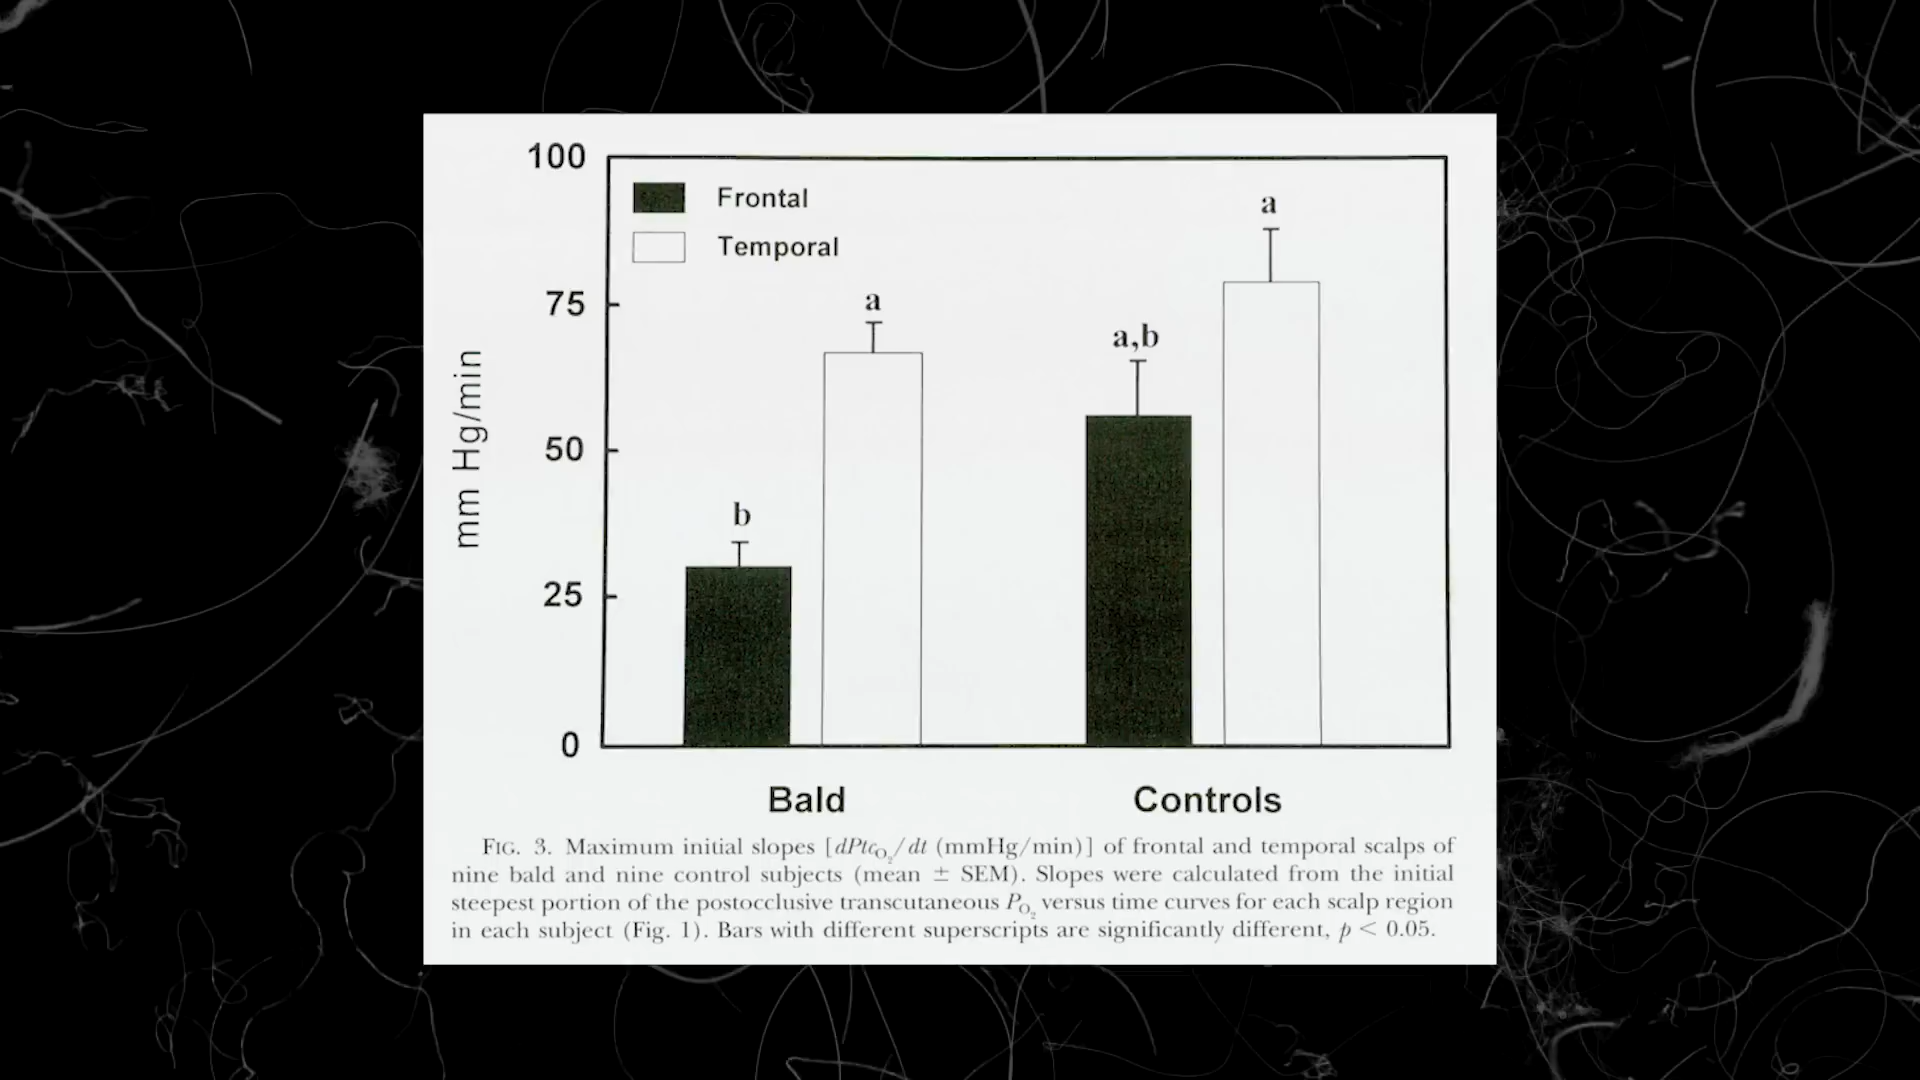 100
Frontal
Temporal
75
50
25
0
mm Hg/min
b
a
a,b
a
Bald
Controls
FIG. 3. Maximum initial slopes [dPtcO₂/dt (mmHg/min)] of frontal and temporal scalps of
nine bald and nine control subjects (mean ± SEM). Slopes were calculated from the initial
steepest portion of the postocclusive transcutaneous PO₂ versus time curves for each scalp region
in each subject (Fig. 1). Bars with different superscripts are significantly different, p < 0.05.